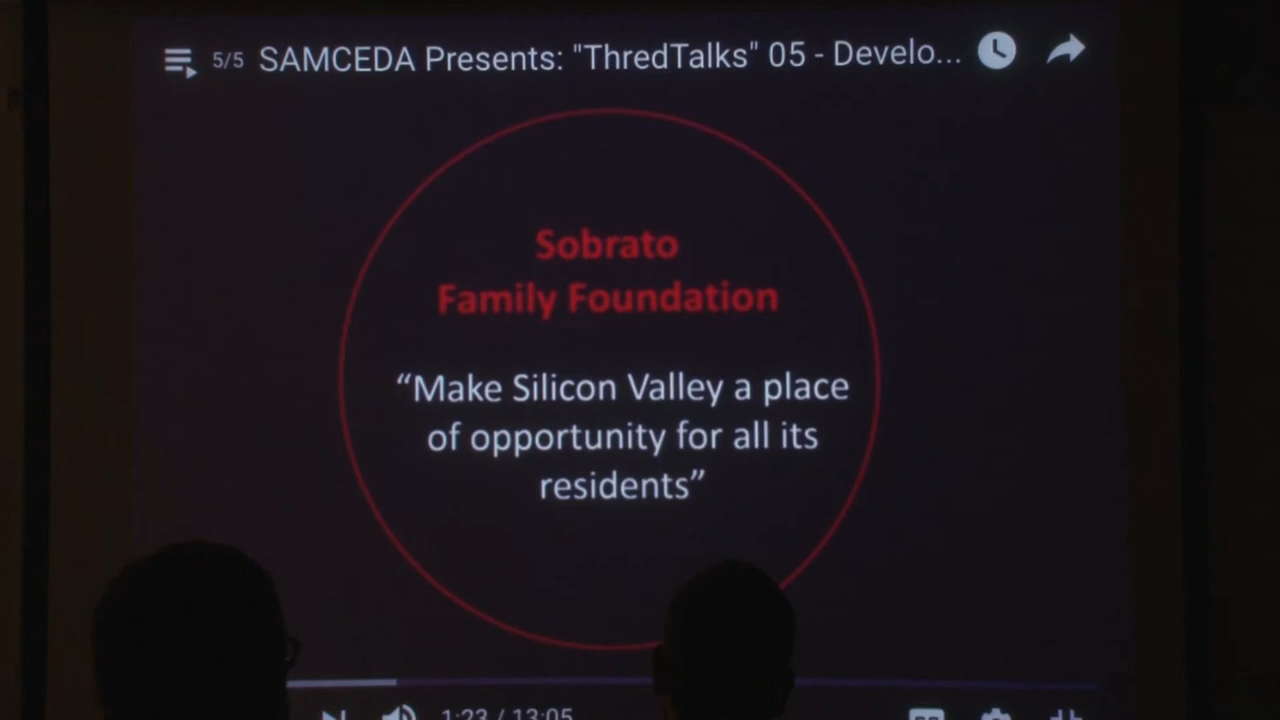 5/5 SAMCEDA Presents: "ThredTalks" 05 - Develo...
Sobrato
Family Foundation
“Make Silicon Valley a place
of opportunity for all its
residents”
1:23 / 13:05